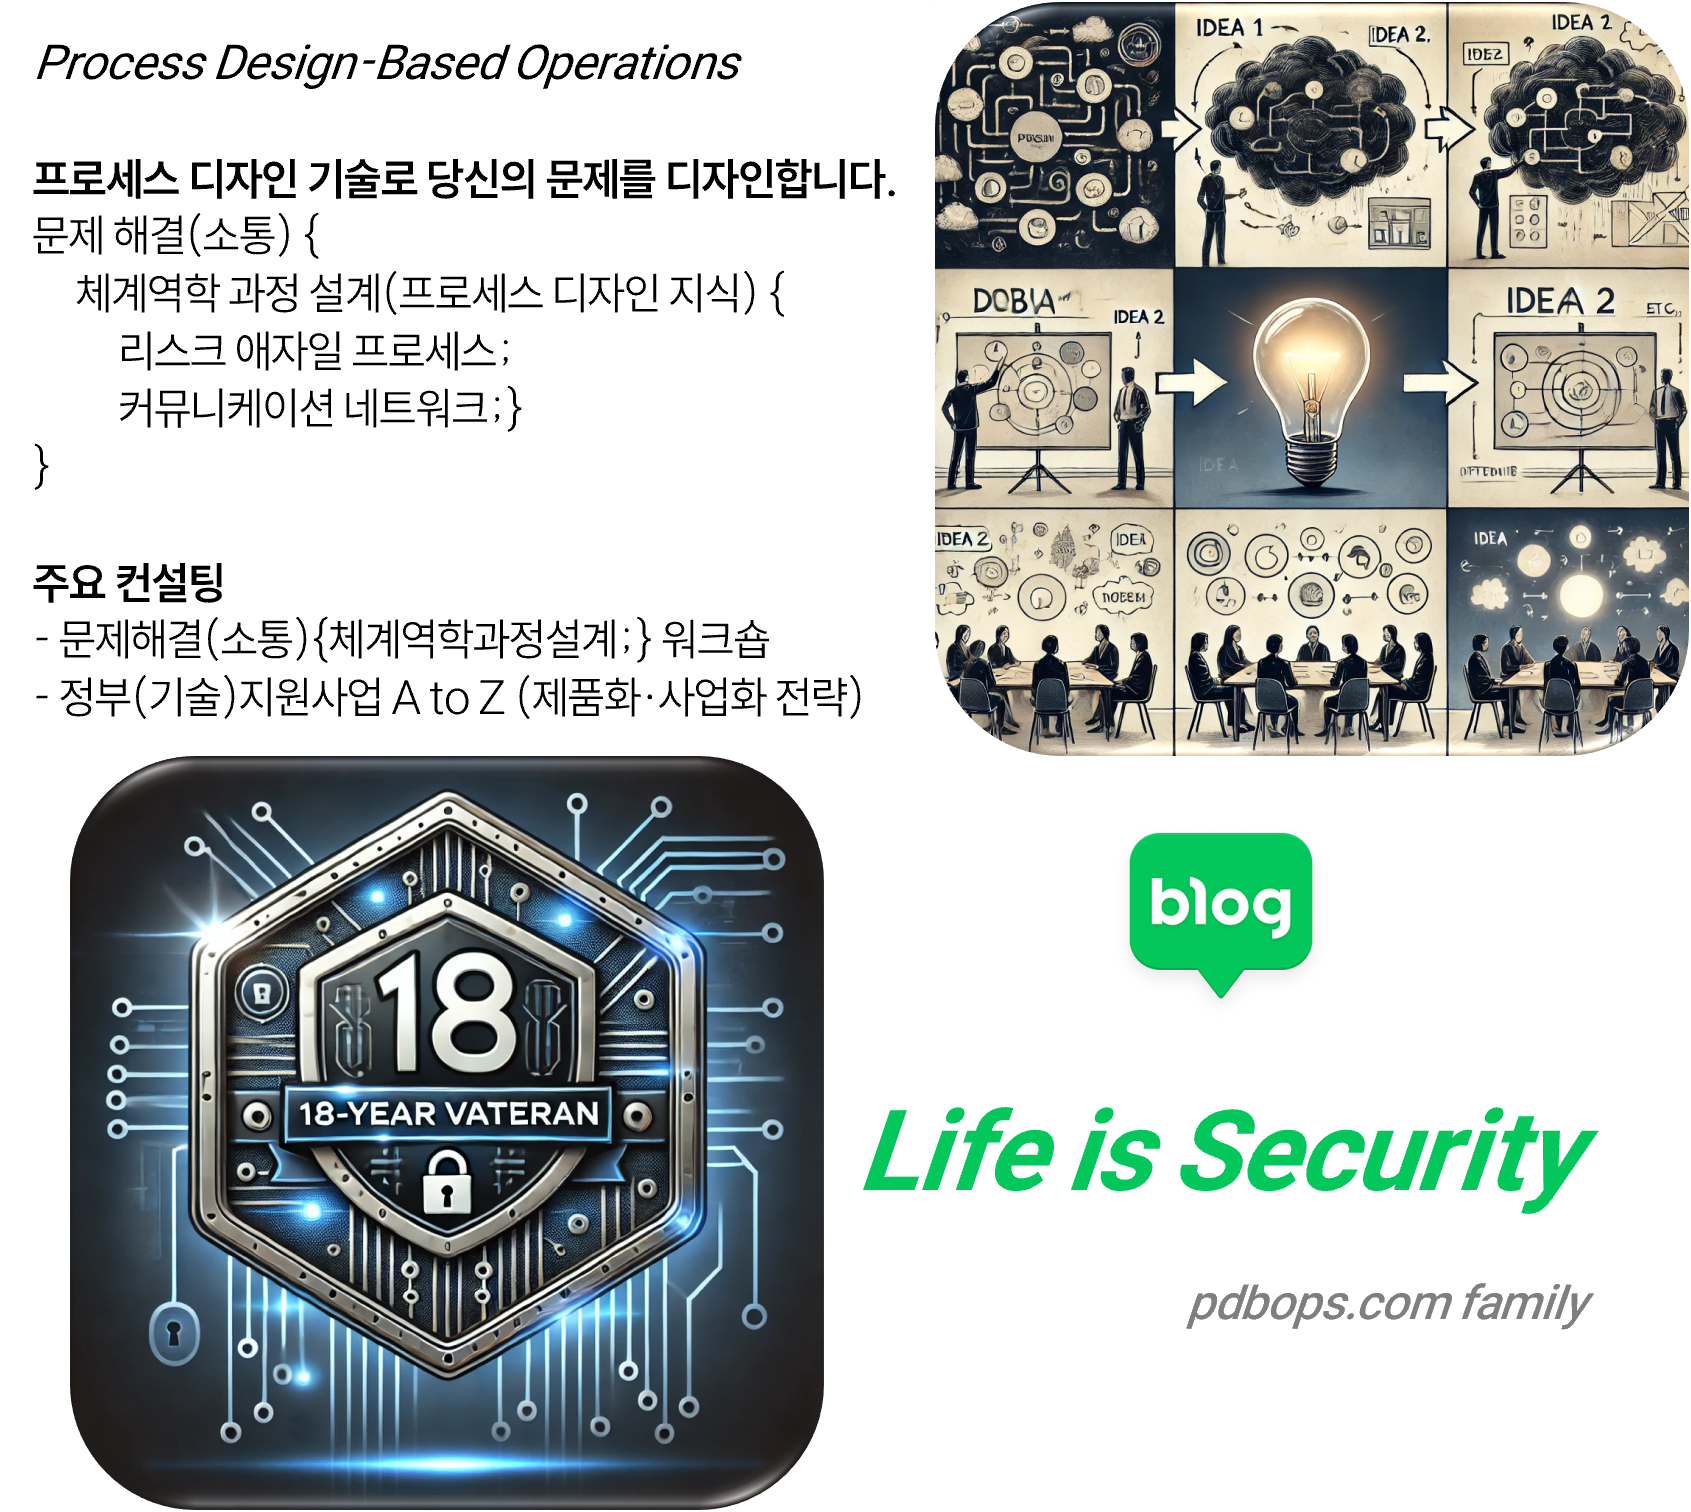 Process Design-Based Operations
프로세스 디자인 기술로 당신의 문제를 디자인합니다.
문제 해결(소통) {
체계역학 과정 설계(프로세스 디자인 지식) {
리스크 애자일 프로세스;
커뮤니케이션 네트워크;}
}
주요 컨설팅
- 문제해결(소통){체계역학과정설계;} 워크숍
- 정부(기술)지원사업 A to Z (제품화·사업화 전략)
IDEA 1
IDEA 2.
IDEA 2
IDEZ
DOBIA
IDEA 2
IDEA 2
ETC,
IDEA
IDEA 2
IDEA
IDEA
18
18-YEAR VATERAN
blog
Life is Security
pdbops.com family